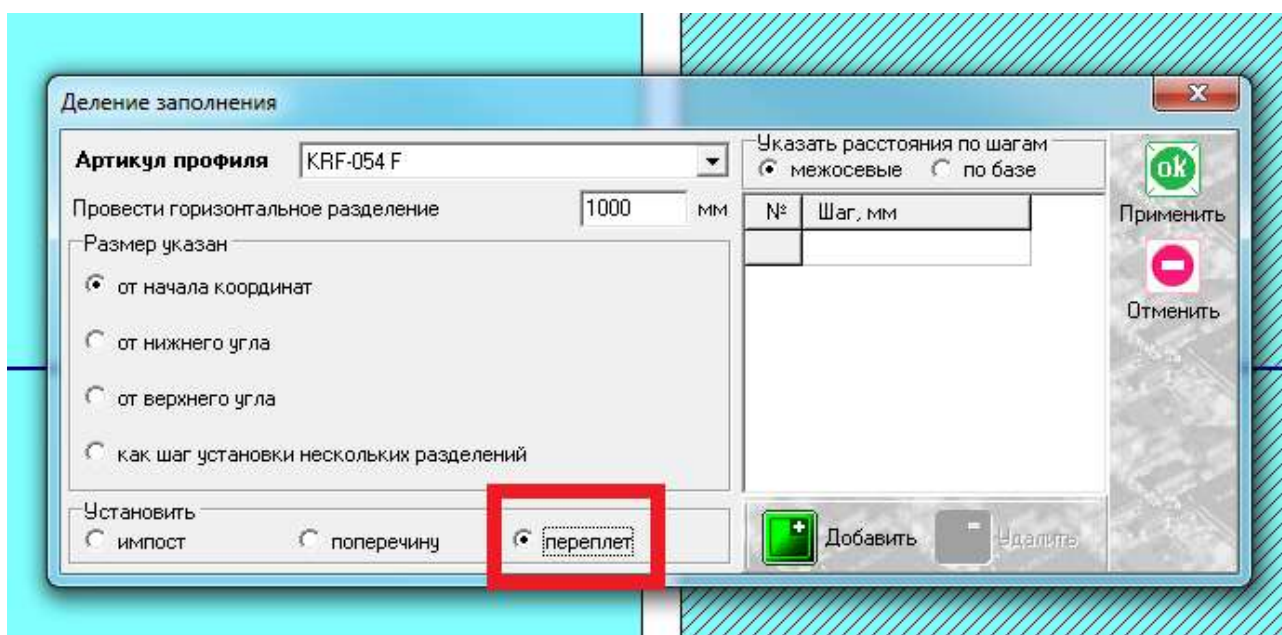 Деление заполнения
Артикул профиля KRF-054 F
Провести горизонтальное разделение 1000 мм
Размер указан
от начала координат
от нижнего угла
от верхнего угла
как шаг установки нескольких разделений
Установить
импост поперечину переплет
Указать расстояния по шагам
межосевые по базе
№ Шаг, мм
Добавить Удалить
ok
Применить
Отменить